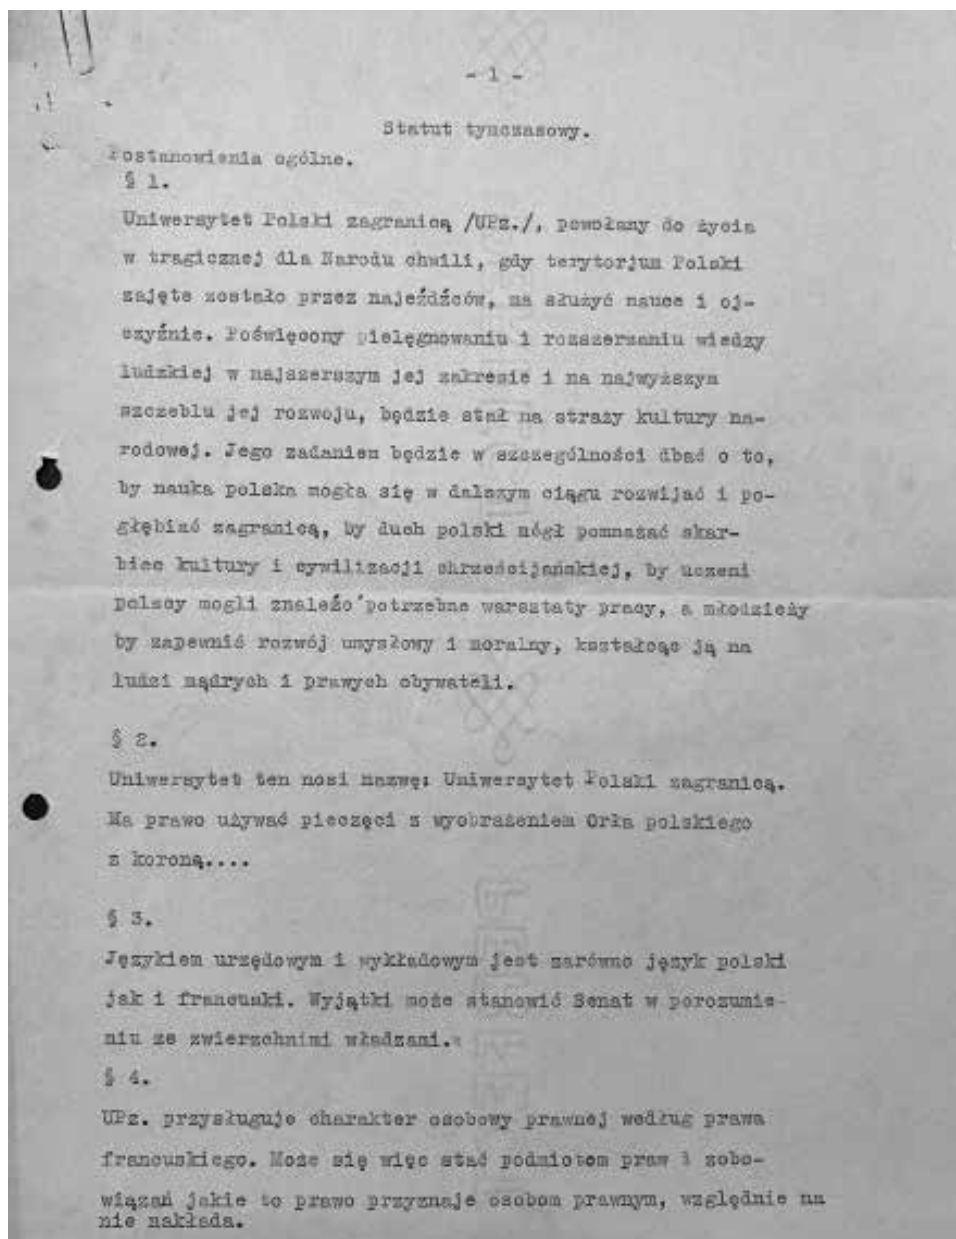 - 1 -
Statut tymczasowy.
Postanowienia ogólne.
§ 1.
Uniwersytet Polski zagranicą /UPz./, powołany do życia
w tragicznej dla Narodu chwili, gdy terytorjum Polski
zajęte zostało przez najeźdźców, ma służyć nauce i oj-
czyźnie. Poświęcony pielęgnowaniu i rozszerzaniu wiedzy
ludzkiej w najszerszym jej zakresie i na najwyższym
szczeblu jej rozwoju, będzie stał na straży kultury na-
rodowej. Jego zadaniem będzie w szczególności dbać o to,
by nauka polska mogła się w dalszym ciągu rozwijać i po-
głębiać zagranicą, by duch polski mógł pomnażać skar-
biec kultury i cywilizacji chrześcijańskiej, by uczeni
polscy mogli znaleźć potrzebne warsztaty pracy, a młodzieży
by zapewnić rozwój umysłowy i moralny, kształcąc ją na
ludzi mądrych i prawych obywateli.
§ 2.
Uniwersytet ten nosi nazwę: Uniwersytet Polski zagranicą.
Ma prawo używać pieczęci z wyobrażeniem Orła polskiego
z koroną....
§ 3.
Językiem urzędowym i wykładowym jest zarówno język polski
jak i francuski. Wyjątki może stanowić Senat w porozumie-
niu ze zwierzchnimi władzami.
§ 4.
UPz. przysługuje charakter osobowy prawnej według prawa
francuskiego. Może się więc stać podmiotem praw i zobo-
wiązań jakie to prawo przyznaje osobom prawnym, względnie na
nie nakłada.